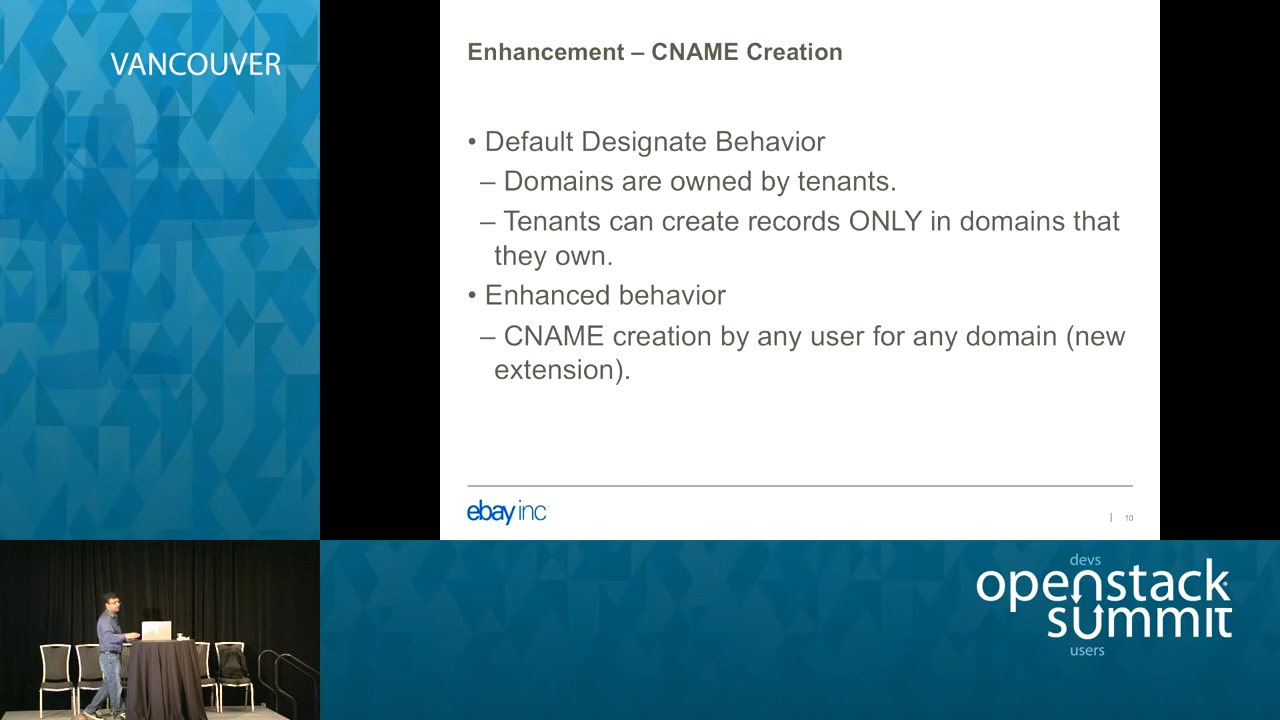 VANCOUVER
Enhancement – CNAME Creation
• Default Designate Behavior
– Domains are owned by tenants.
– Tenants can create records ONLY in domains that
they own.
• Enhanced behavior
– CNAME creation by any user for any domain (new
extension).
ebay inc
| 10
devs
openstack
summit
users